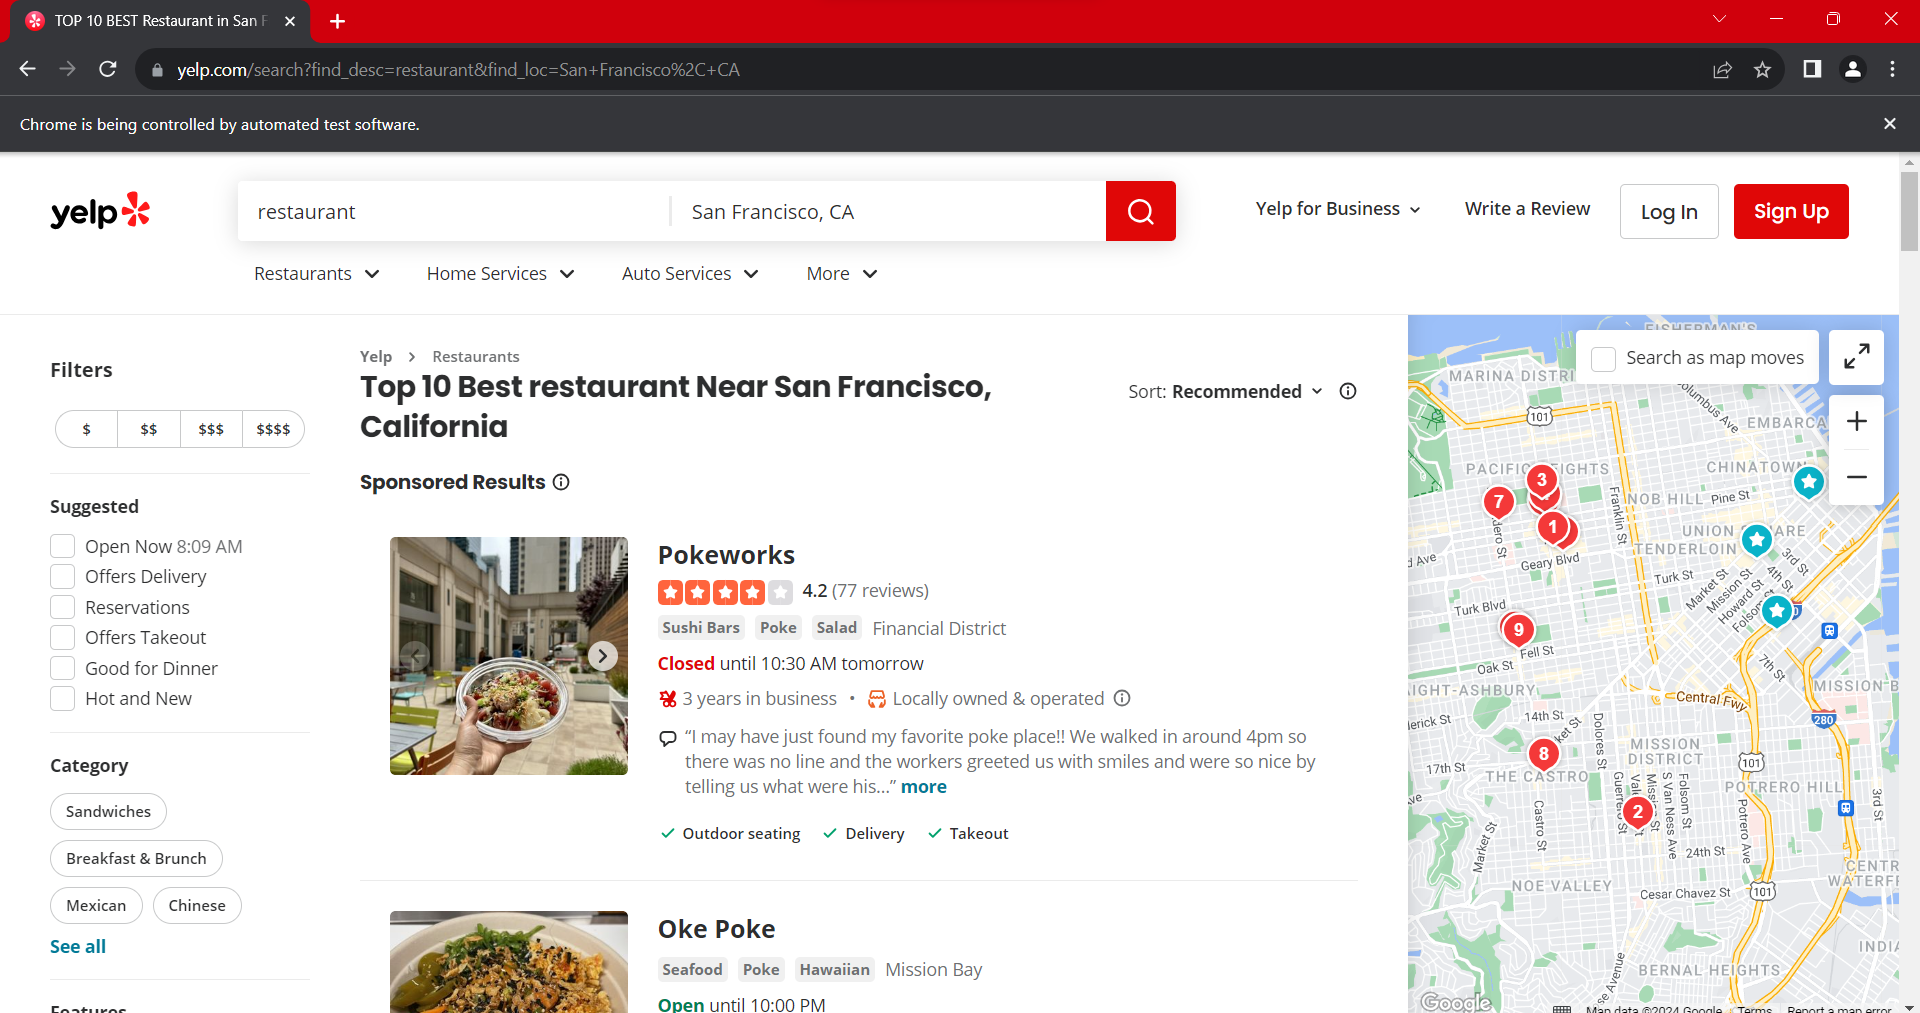 TOP 10 BEST Restaurant in San F
yelp.com/search?find_desc=restaurant&find_loc=San+Francisco%2C+CA
Chrome is being controlled by automated test software.
yelp
restaurant
San Francisco, CA
Yelp for Business
Write a Review
Log In
Sign Up
Restaurants
Home Services
Auto Services
More
Filters
$
$$
$$$
$$$$
Suggested
Open Now 8:09 AM
Offers Delivery
Reservations
Offers Takeout
Good for Dinner
Hot and New
Category
Sandwiches
Breakfast & Brunch
Mexican
Chinese
See all
Features
Yelp > Restaurants
Top 10 Best restaurant Near San Francisco,
California
Sort: Recommended
Sponsored Results
Pokeworks
4.2 (77 reviews)
Sushi Bars
Poke
Salad
Financial District
Closed until 10:30 AM tomorrow
3 years in business • Locally owned & operated
“I may have just found my favorite poke place!! We walked in around 4pm so
there was no line and the workers greeted us with smiles and were so nice by
telling us what were his...” more
Outdoor seating
Delivery
Takeout
Oke Poke
Seafood
Poke
Hawaiian
Mission Bay
Open until 10:00 PM
FISHERMAN'S
Search as map moves
MARINA DISTRI
101
Columbus Ave
EMBARCA
PACIFIC HEIGHTS
CHINATOWN
3
7
NOB HILL
Pine St
Franklin St
1
UNION SQUARE
TENDERLOIN
dero St
d Ave
Geary Blvd
3rd St
4th St
Turk St
Market St
Mission St
Howard St
Folsom
Turk Blvd
9
Fell St
Oak St
7th St
AIGHT-ASHBURY
Central Fwy
MISSION B
280
derick St
14th St
ket St
Dolores St
8
MISSION
DISTRICT
17th St
THE CASTRO
101
POTRERO HILL
3rd St
2
Castro St
Guerrero St
Mission St
S Van Ness Ave
Folsom St
Potrero Ave
Market St
24th St
CENTR
WATERF
NOE VALLEY
Cesar Chavez St
101
INDIA
BERNAL HEIGHTS
se Avenue
Google
Map data ©2024 Google
Terms
Report a map error